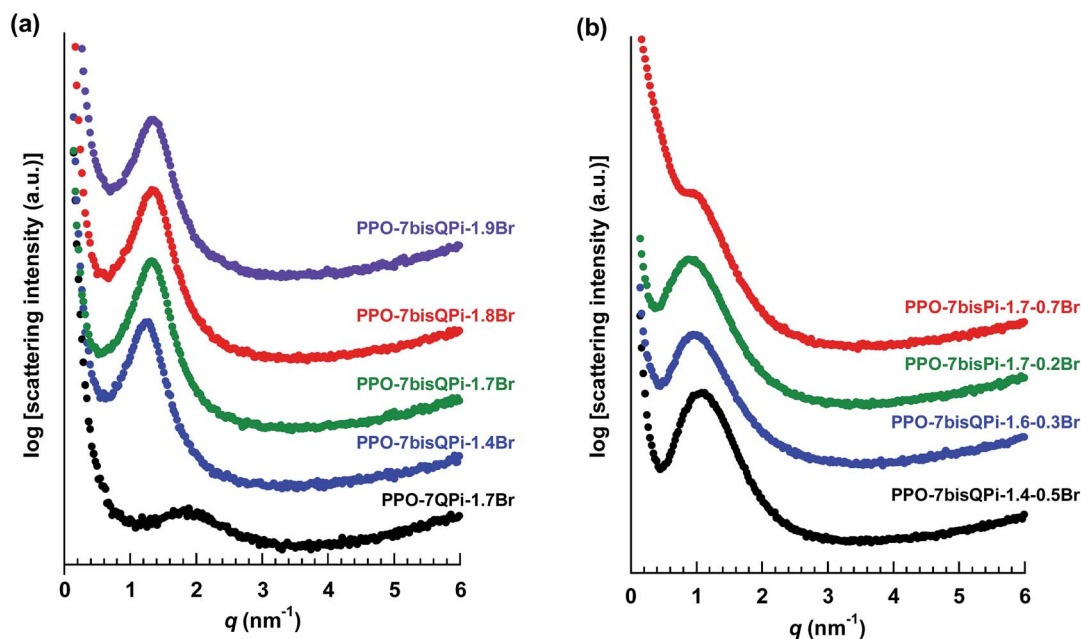 (a)
log [scattering intensity (a.u.)]
PPO-7bisQPi-1.9Br
PPO-7bisQPi-1.8Br
PPO-7bisQPi-1.7Br
PPO-7bisQPi-1.4Br
PPO-7QPi-1.7Br
0 1 2 3 4 5 6
q (nm⁻¹)
(b)
log [scattering intensity (a.u.)]
PPO-7bisPi-1.7-0.7Br
PPO-7bisPi-1.7-0.2Br
PPO-7bisQPi-1.6-0.3Br
PPO-7bisQPi-1.4-0.5Br
0 1 2 3 4 5 6
q (nm⁻¹)